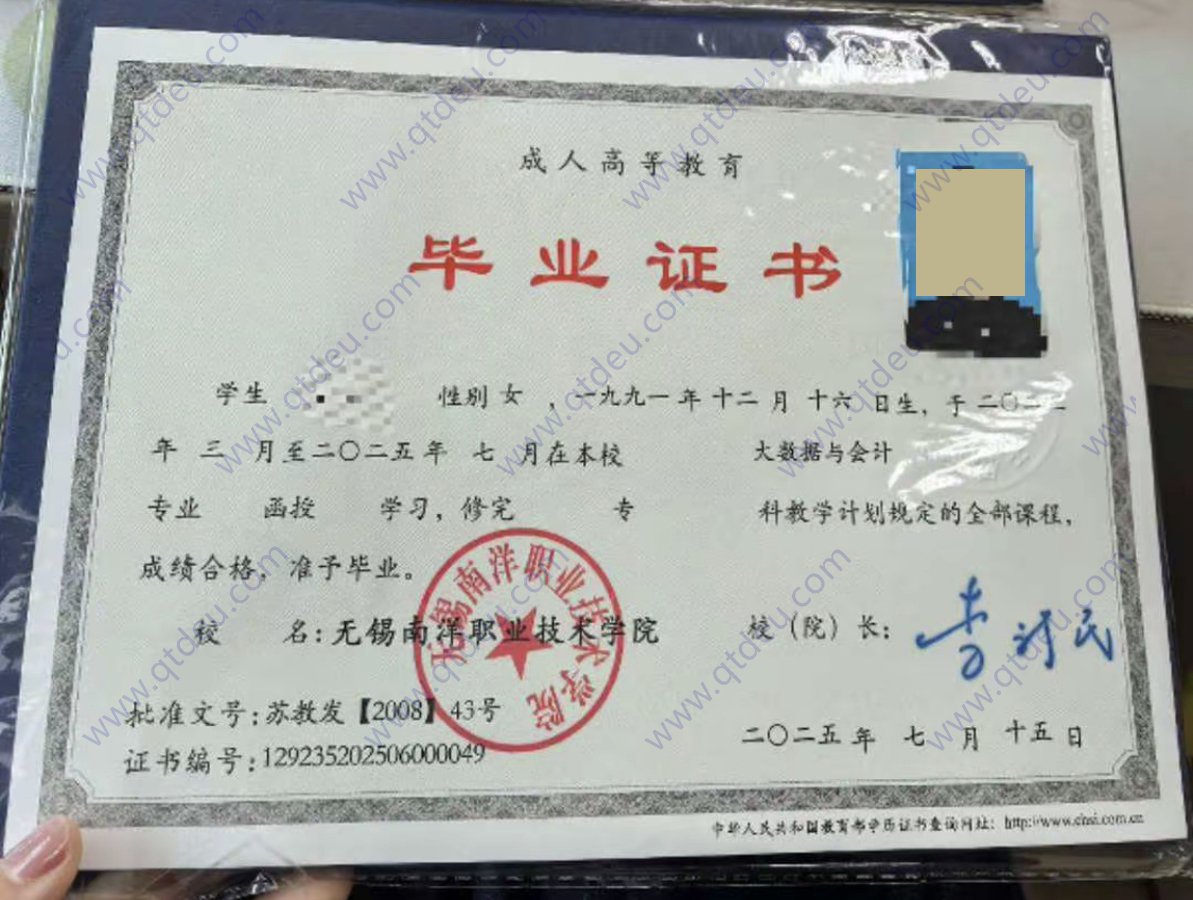 成人高等教育
毕业证书
学生 性别 女 ，一九九一 年 十二 月 十六 日生，于 二〇二二
年 三 月至 二〇二五 年 七 月在本校 大数据与会计
专业 函授 学习，修完 专 科教学计划规定的全部课程，
成绩合格，准予毕业。
校 名：无锡南洋职业技术学院 校（院）长：
批准文号：苏教发【2008】43号
二〇二五 年 七 月 十五 日
证书编号：129235202506000049
中华人民共和国教育部学历证书查询网址：http://www.chsi.com.cn
无锡南洋职业技术学院
www.qtdeu.com